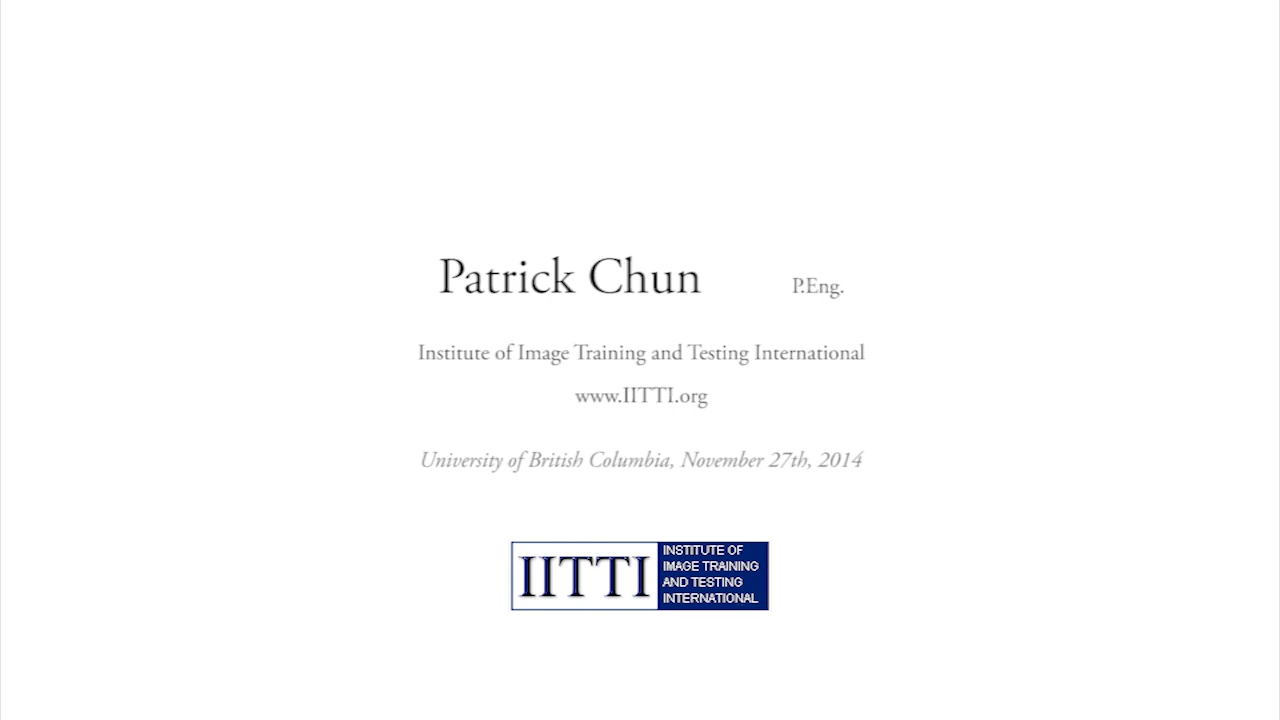 Patrick Chun P.Eng.
Institute of Image Training and Testing International
www.IITTI.org
University of British Columbia, November 27th, 2014
IITTI
INSTITUTE OF
IMAGE TRAINING
AND TESTING
INTERNATIONAL